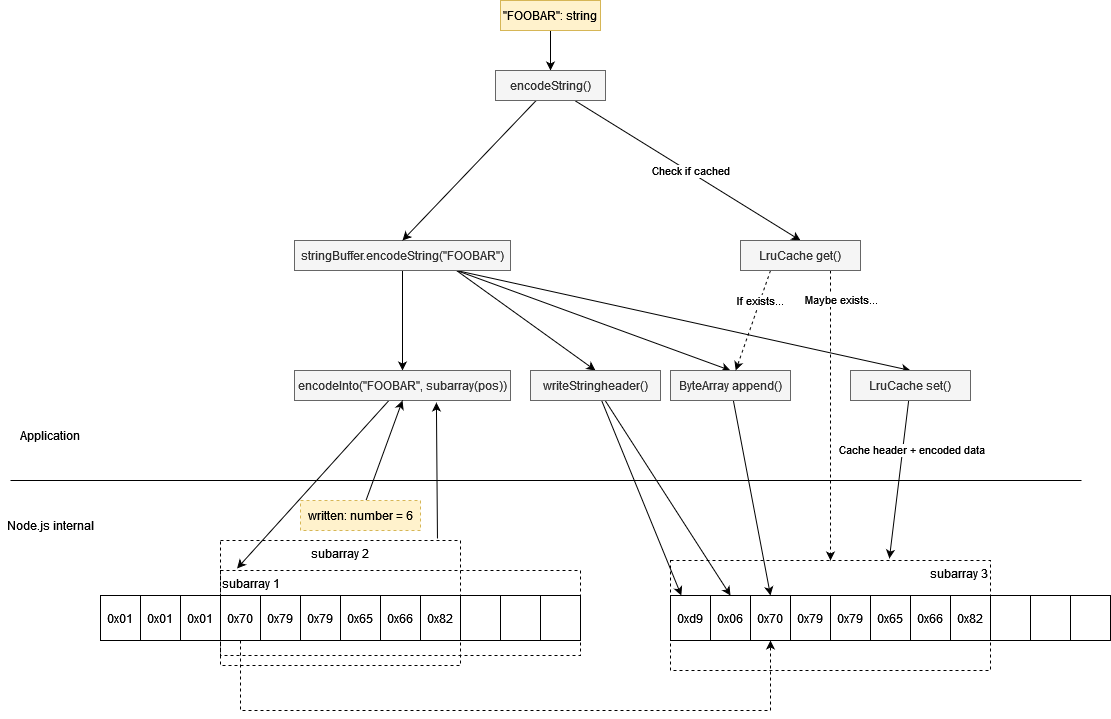 "FOOBAR": string
encodeString()
Check if cached
stringBuffer.encodeString("FOOBAR")
LruCache get()
If exists...
Maybe exists...
encodeInto("FOOBAR", subarray(pos))
writeStringheader()
ByteArray append()
LruCache set()
Application
Cache header + encoded data
Node.js internal
written: number = 6
subarray 2
subarray 1
subarray 3
0x01 0x01 0x01 0x70 0x79 0x79 0x65 0x66 0x82
0xd9 0x06 0x70 0x79 0x79 0x65 0x66 0x82